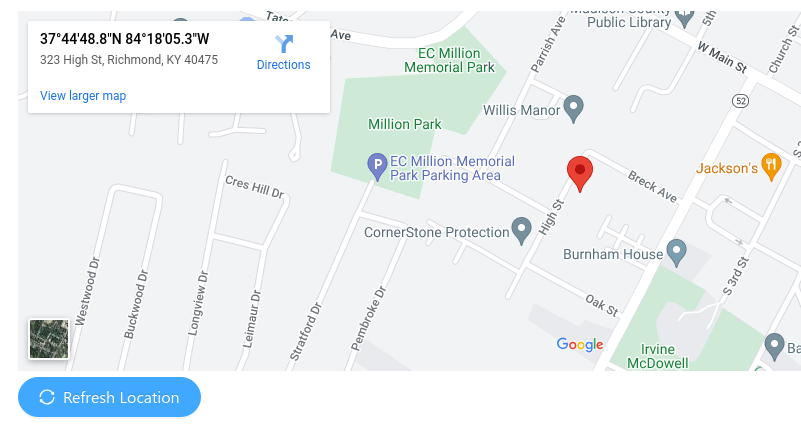 37°44'48.8"N 84°18'05.3"W
323 High St, Richmond, KY 40475
Directions
View larger map
Ave
EC Million
Memorial Park
Parrish Ave
Madison County
Public Library
5th
W Main St
Church St
52
Willis Manor
Million Park
P
EC Million Memorial
Park Parking Area
Jackson's
Breck Ave
Cres Hill Dr
High St
CornerStone Protection
Burnham House
Westwood Dr
Buckwood Dr
Longview Dr
Leimaur Dr
Stratford Dr
Pembroke Dr
Oak St
S 3rd St
Google
Irvine
McDowell
Refresh Location